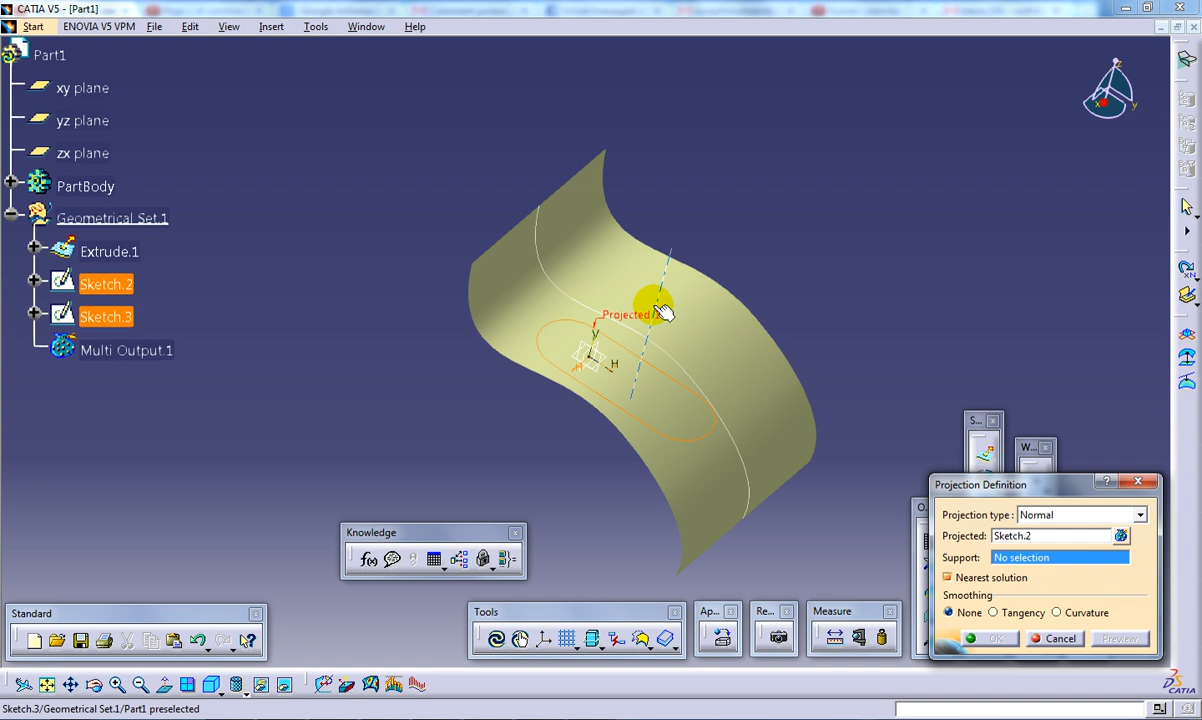 CATIA V5 - [Part1]
Start ENOVIA V5 VPM File Edit View Insert Tools Window Help
Part1
xy plane
yz plane
zx plane
PartBody
Geometrical Set.1
Extrude.1
Sketch.2
Sketch.3
Multi Output.1
z
x
y
Projected
V
H
H
S...
W...
O.
Projection Definition
?
Projection type : Normal
Projected: Sketch.2
Support: No selection
Nearest solution
Smoothing
None Tangency Curvature
OK Cancel Preview
Knowledge
f(x)
Standard
Tools
Ap...
Re...
Measure
DS
CATIA
Sketch.3/Geometrical Set.1/Part1 preselected